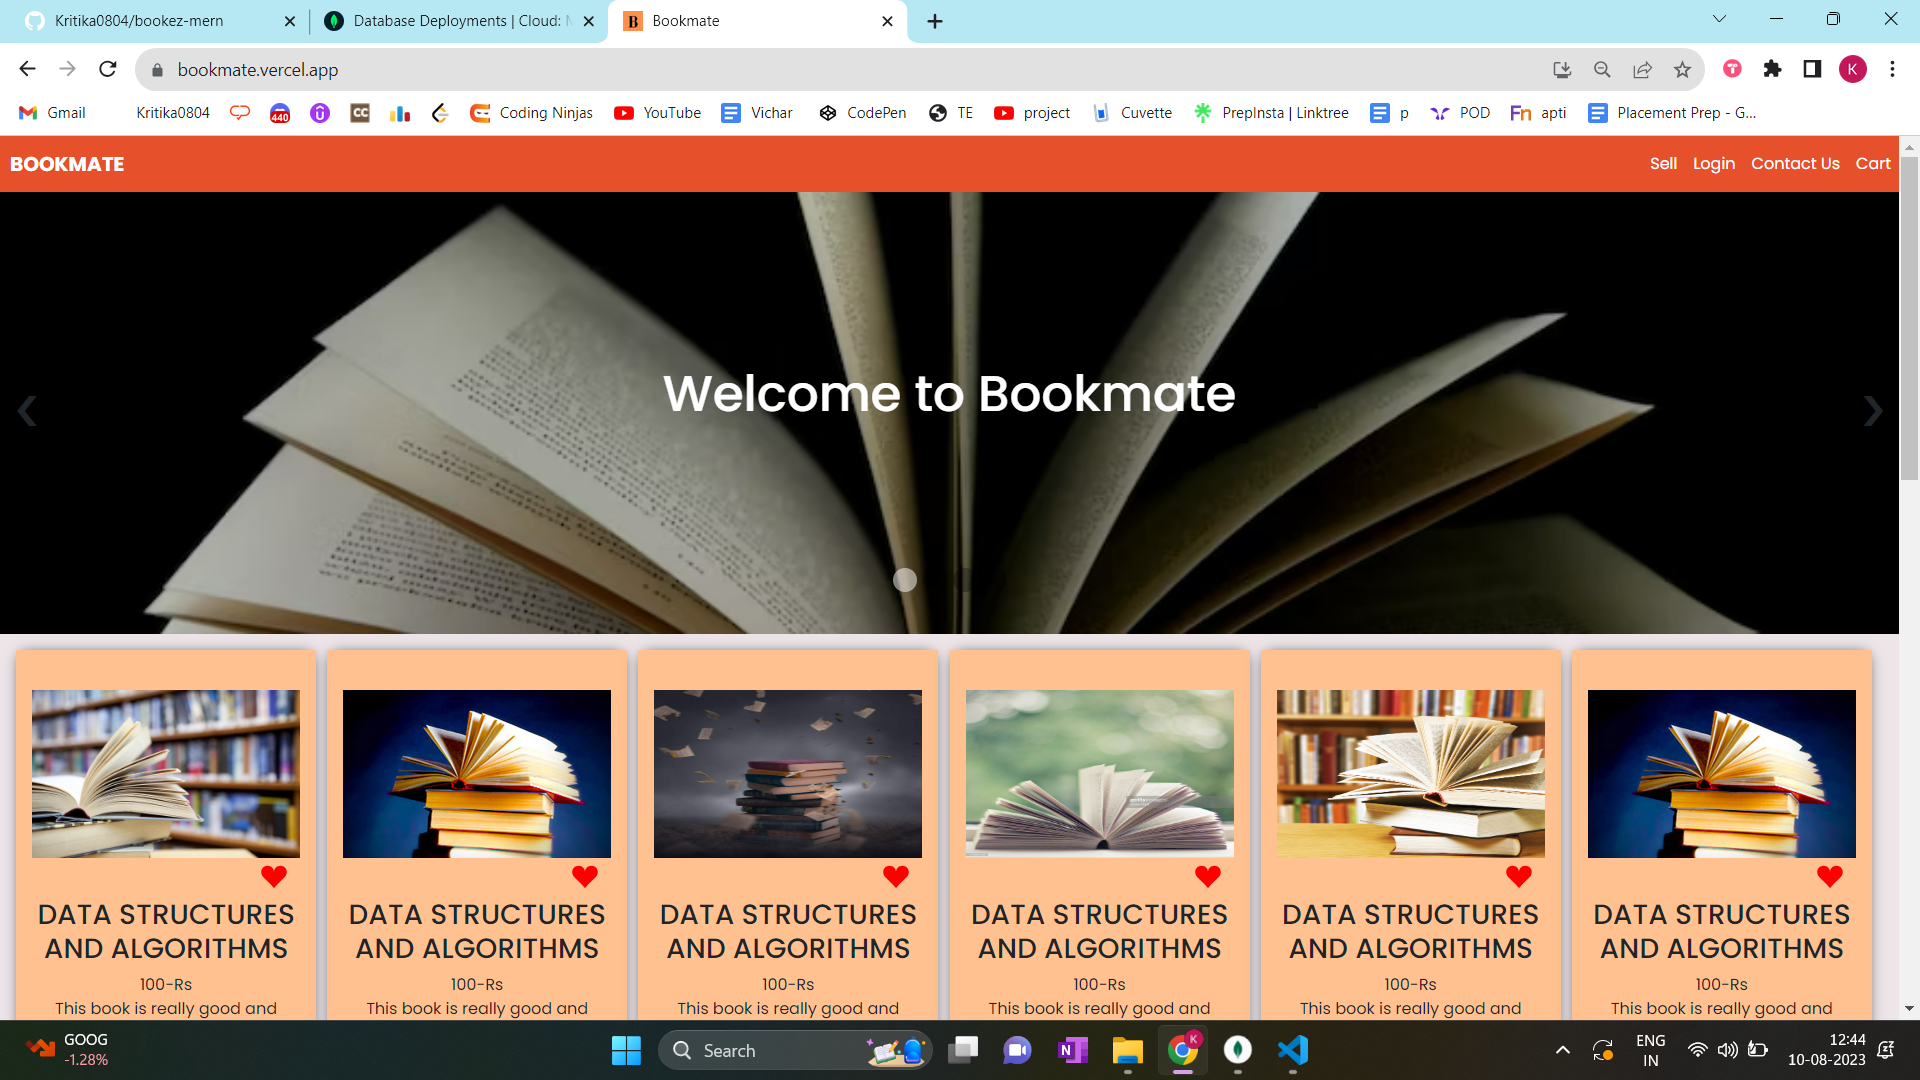 Kritika0804/bookez-mern
Database Deployments | Cloud:
Bookmate
bookmate.vercel.app
K
Gmail
Kritika0804
440
CC
Coding Ninjas
YouTube
Vichar
CodePen
TE
project
Cuvette
PrepInsta | Linktree
p
POD
Fn
apti
Placement Prep - G...
BOOKMATE
Sell
Login
Contact Us
Cart
Welcome to Bookmate
DATA STRUCTURES
AND ALGORITHMS
100-Rs
This book is really good and
DATA STRUCTURES
AND ALGORITHMS
100-Rs
This book is really good and
DATA STRUCTURES
AND ALGORITHMS
100-Rs
This book is really good and
DATA STRUCTURES
AND ALGORITHMS
100-Rs
This book is really good and
DATA STRUCTURES
AND ALGORITHMS
100-Rs
This book is really good and
DATA STRUCTURES
AND ALGORITHMS
100-Rs
This book is really good and
GOOG
-1.28%
Search
ENG
IN
12:44
10-08-2023